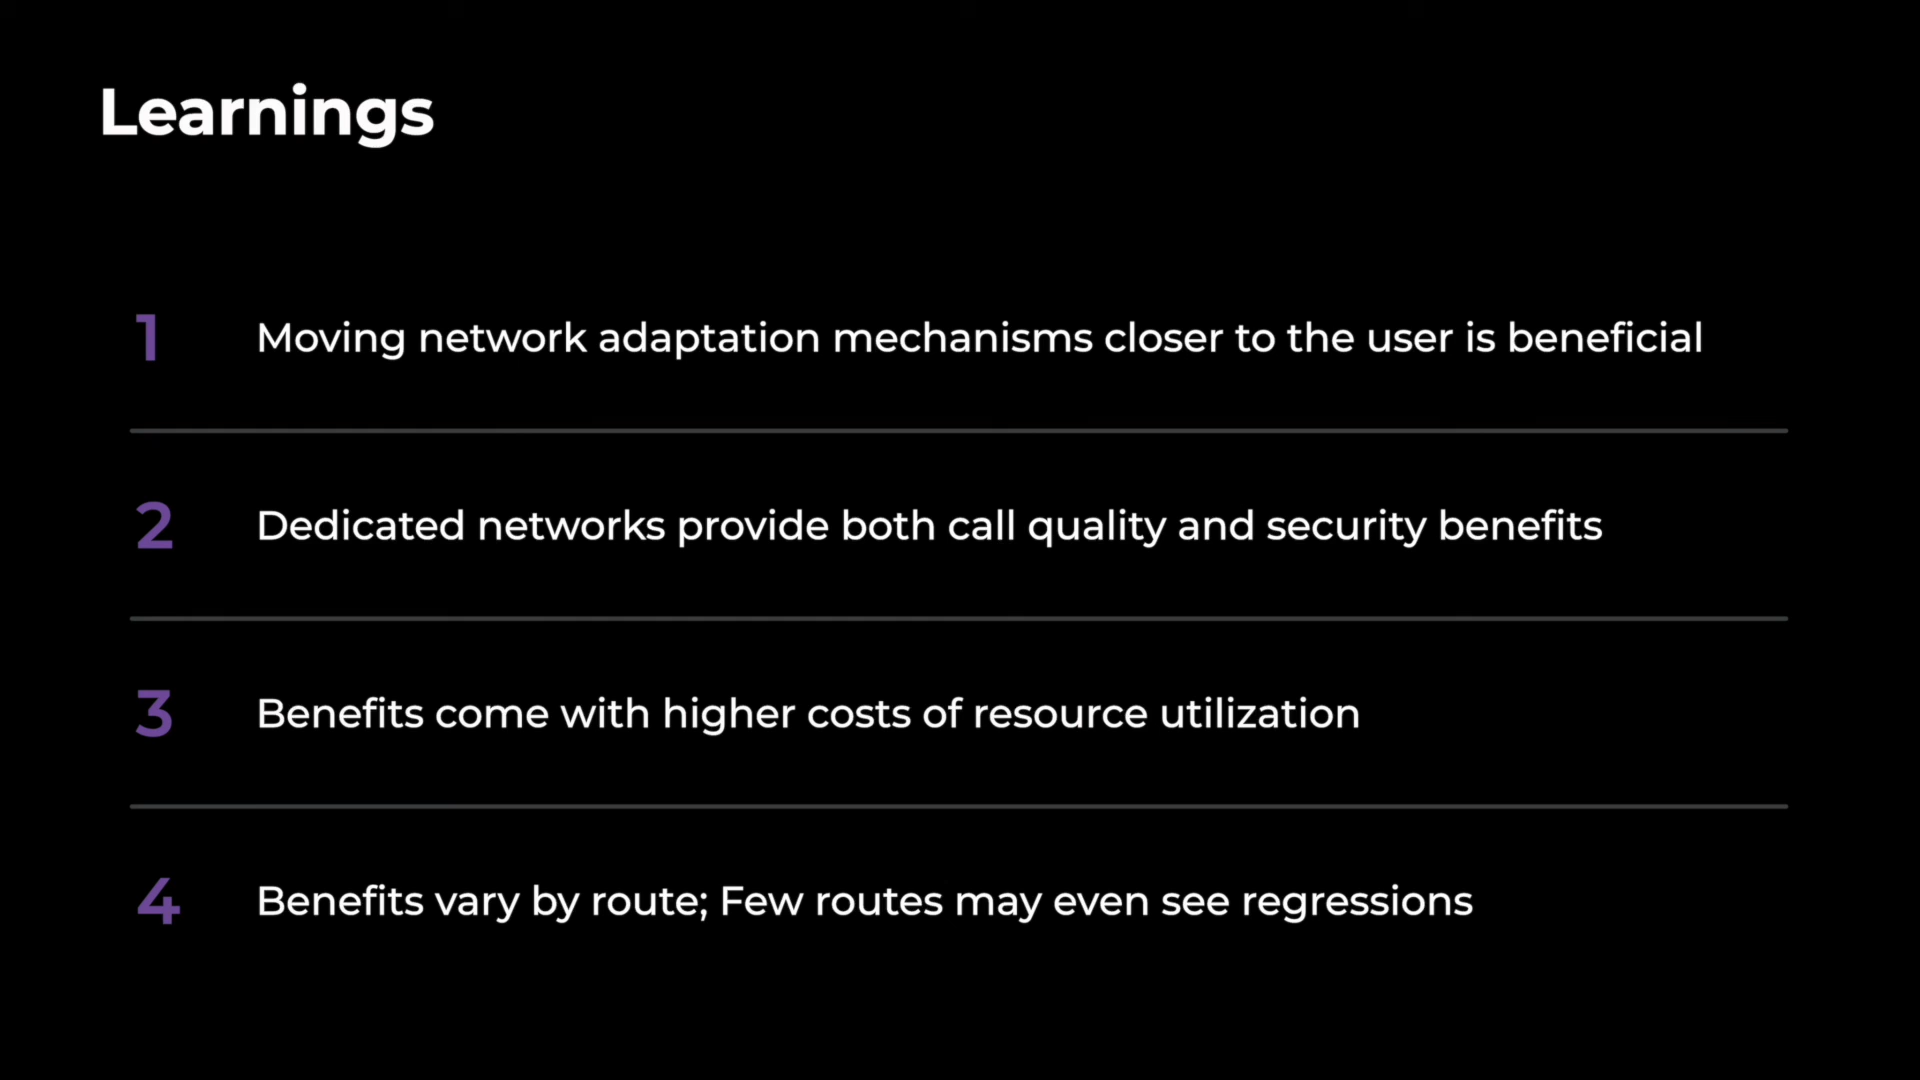 Learnings
1 Moving network adaptation mechanisms closer to the user is beneficial
2 Dedicated networks provide both call quality and security benefits
3 Benefits come with higher costs of resource utilization
4 Benefits vary by route; Few routes may even see regressions